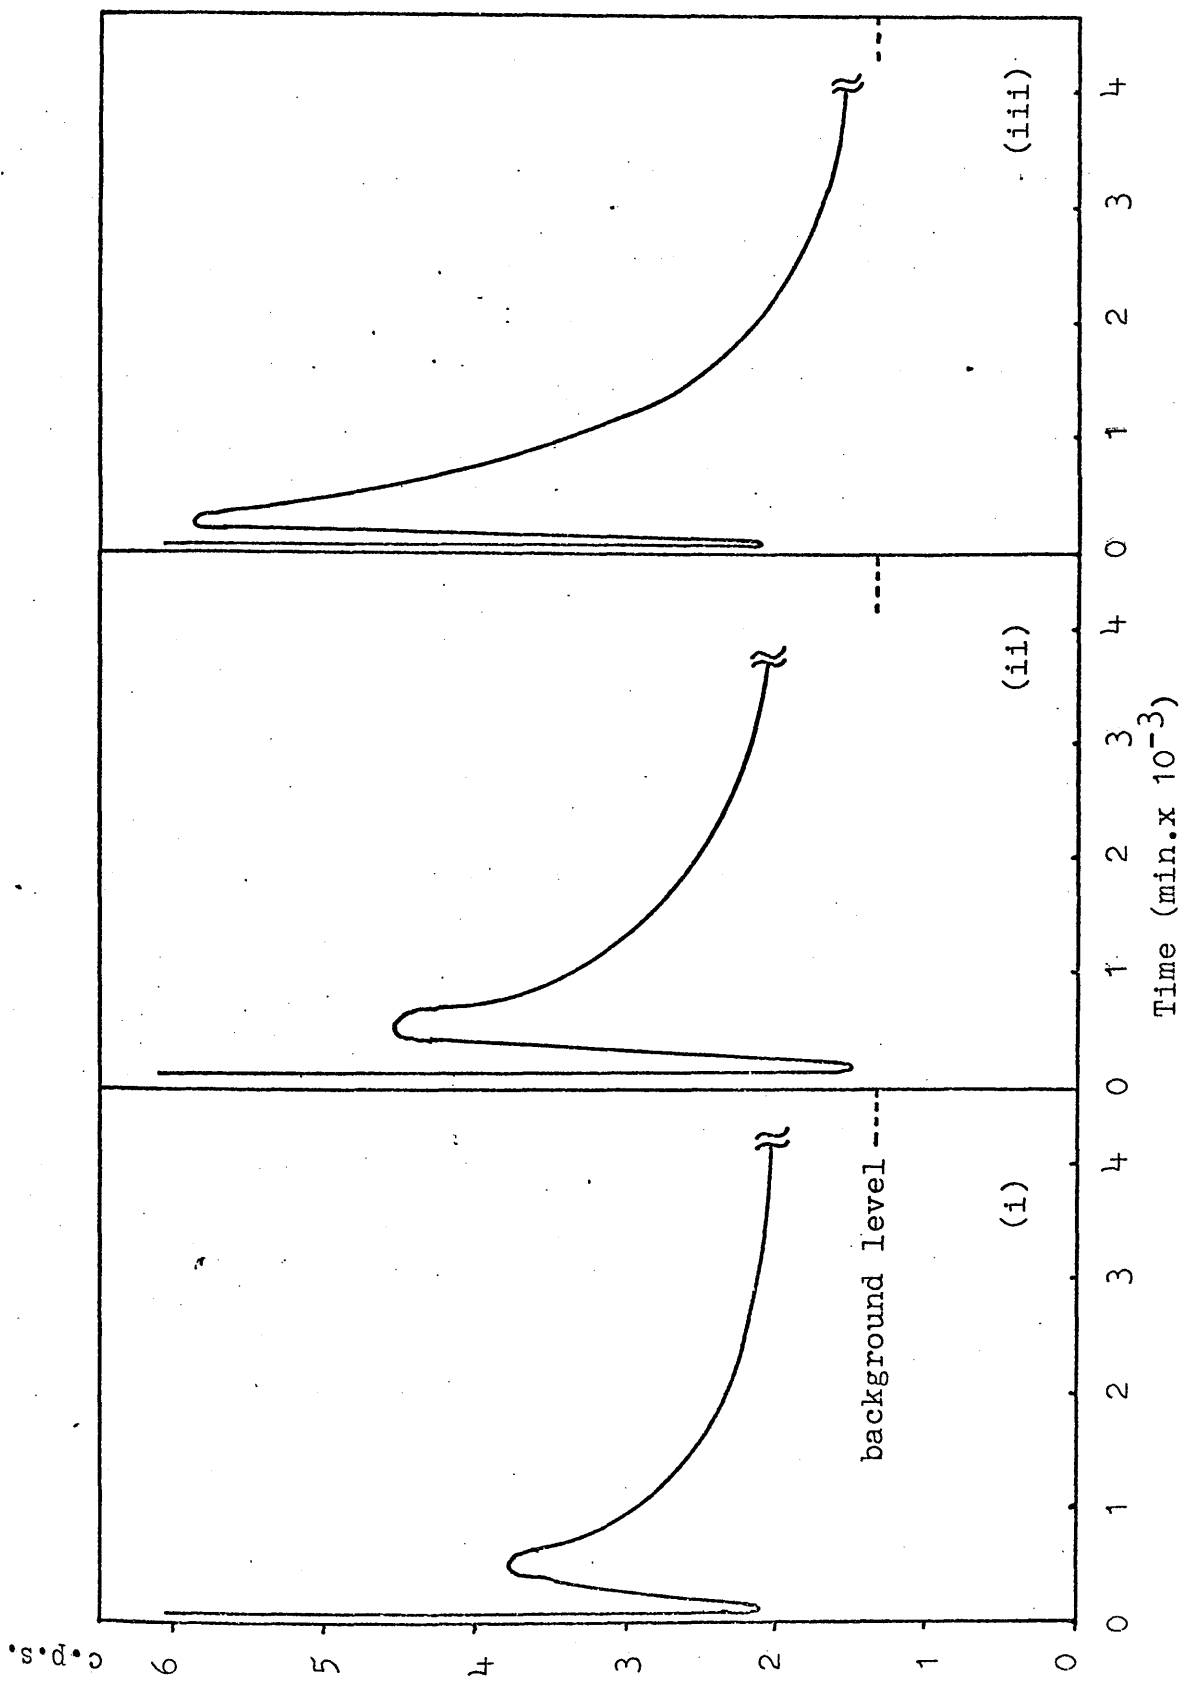 c.p.s.
6
5
4
3
2
1
0
background level
(i)
(ii)
(iii)
0 1 2 3 4
0 1 2 3 4
0 1 2 3 4
Time (min.x 10⁻³)